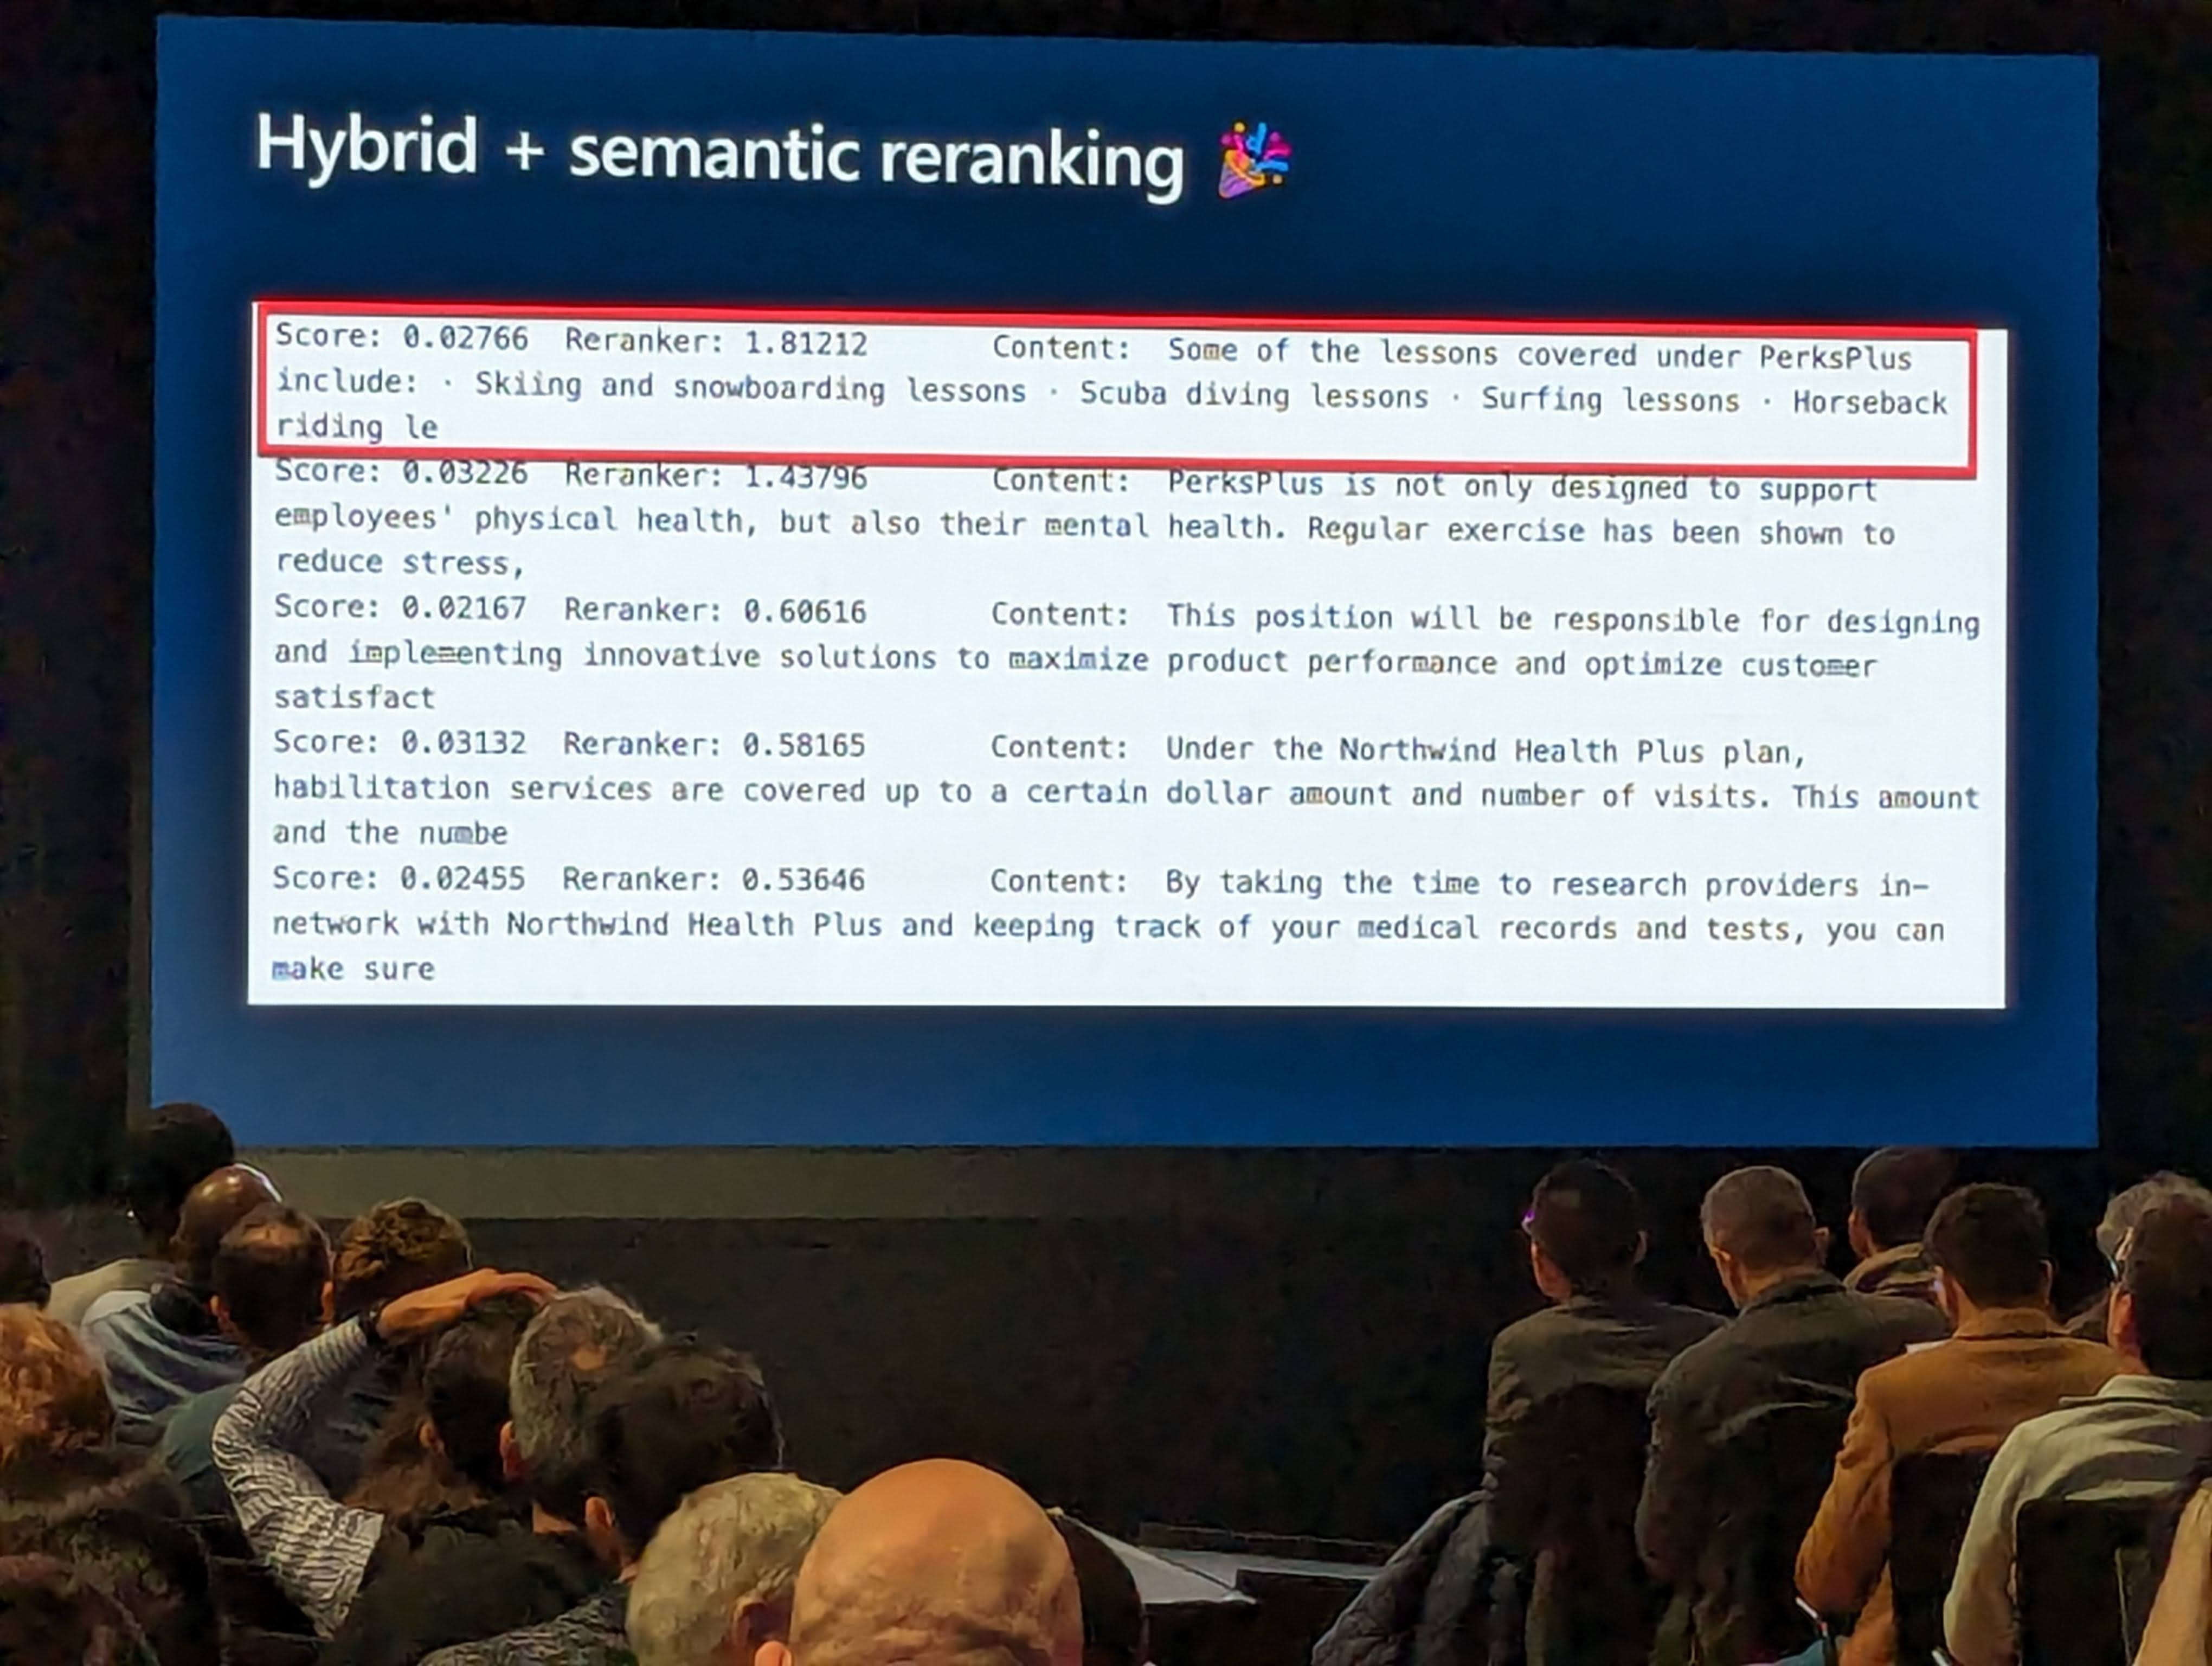 Hybrid + semantic reranking 🎉
Score: 0.02766 Reranker: 1.81212 Content: Some of the lessons covered under PerksPlus
include: · Skiing and snowboarding lessons · Scuba diving lessons · Surfing lessons · Horseback
riding le
Score: 0.03226 Reranker: 1.43796 Content: PerksPlus is not only designed to support
employees' physical health, but also their mental health. Regular exercise has been shown to
reduce stress,
Score: 0.02167 Reranker: 0.60616 Content: This position will be responsible for designing
and implementing innovative solutions to maximize product performance and optimize customer
satisfact
Score: 0.03132 Reranker: 0.58165 Content: Under the Northwind Health Plus plan,
habilitation services are covered up to a certain dollar amount and number of visits. This amount
and the numbe
Score: 0.02455 Reranker: 0.53646 Content: By taking the time to research providers in-
network with Northwind Health Plus and keeping track of your medical records and tests, you can
make sure